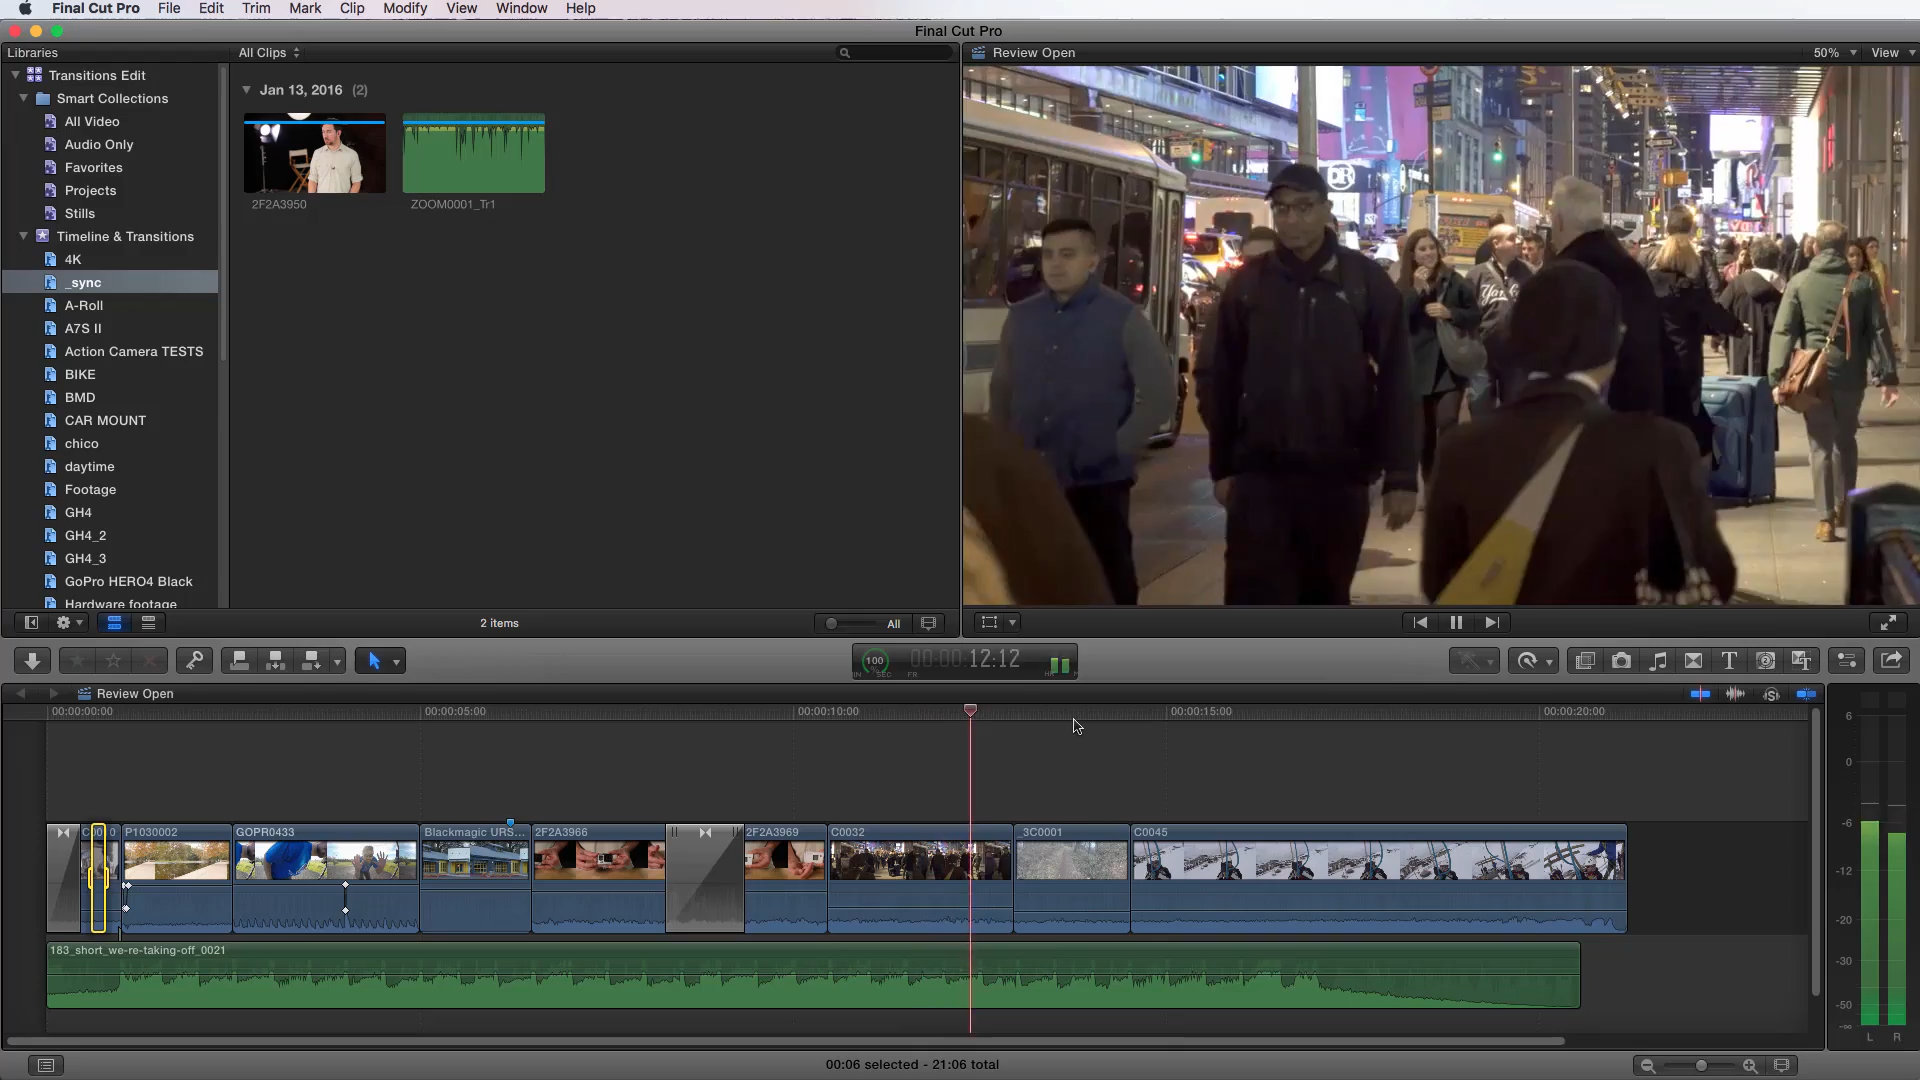 Final Cut Pro File Edit Trim Mark Clip Modify View Window Help
Final Cut Pro
Libraries
All Clips
Review Open
50%
View
Transitions Edit
Smart Collections
All Video
Audio Only
Favorites
Projects
Stills
Timeline & Transitions
4K
_sync
A-Roll
A7S II
Action Camera TESTS
BIKE
BMD
CAR MOUNT
chico
daytime
Footage
GH4
GH4_2
GH4_3
GoPro HERO4 Black
Hardware footage
Jan 13, 2016 (2)
2F2A3950
ZOOM0001_Tr1
2 items
All
100
00:00:12:12
Review Open
00:00:00:00
00:00:05:00
00:00:10:00
00:00:15:00
00:00:20:00
P1030002
GOPR0433
Blackmagic URS...
2F2A3966
2F2A3969
C0032
_3C0001
C0045
183_short_we-re-taking-off_0021
6
0
-6
-12
-20
-30
-50
-∞
L R
00:06 selected - 21:06 total